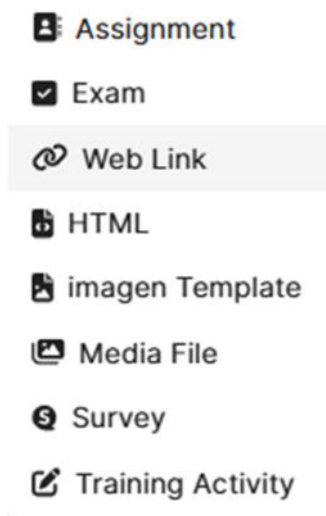 Assignment
Exam
Web Link
HTML
imagen Template
Media File
Survey
Training Activity